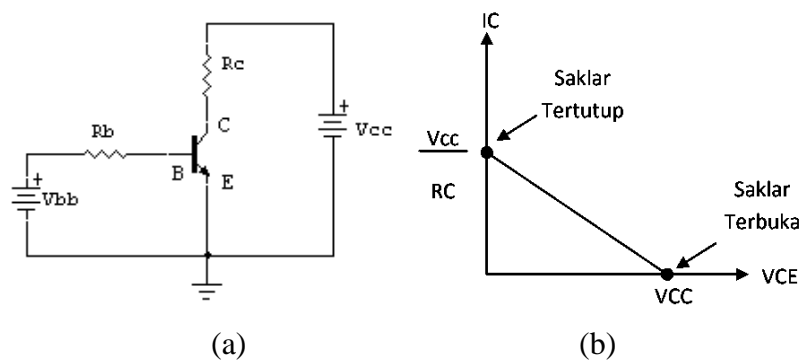 Rc
Rb
C
B
E
+
Vcc
+
Vbb
(a)
IC
Saklar
Tertutup
Vcc
RC
Saklar
Terbuka
VCC
VCE
(b)